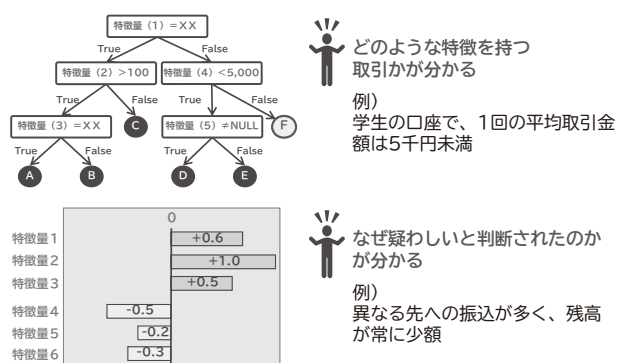 特徴量（1）＝XX
True
False
特徴量（2）＞100
特徴量（4）＜5,000
True
False
True
False
特徴量（3）＝XX
C
特徴量（5）≠NULL
F
True
False
True
False
A
B
D
E
どのような特徴を持つ
取引かが分かる
例）
学生の口座で、1回の平均取引金
額は5千円未満
0
特徴量1
+0.6
特徴量2
+1.0
特徴量3
+0.5
特徴量4
-0.5
特徴量5
-0.2
特徴量6
-0.3
なぜ疑わしいと判断されたのか
が分かる
例）
異なる先への振込が多く、残高
が常に少額